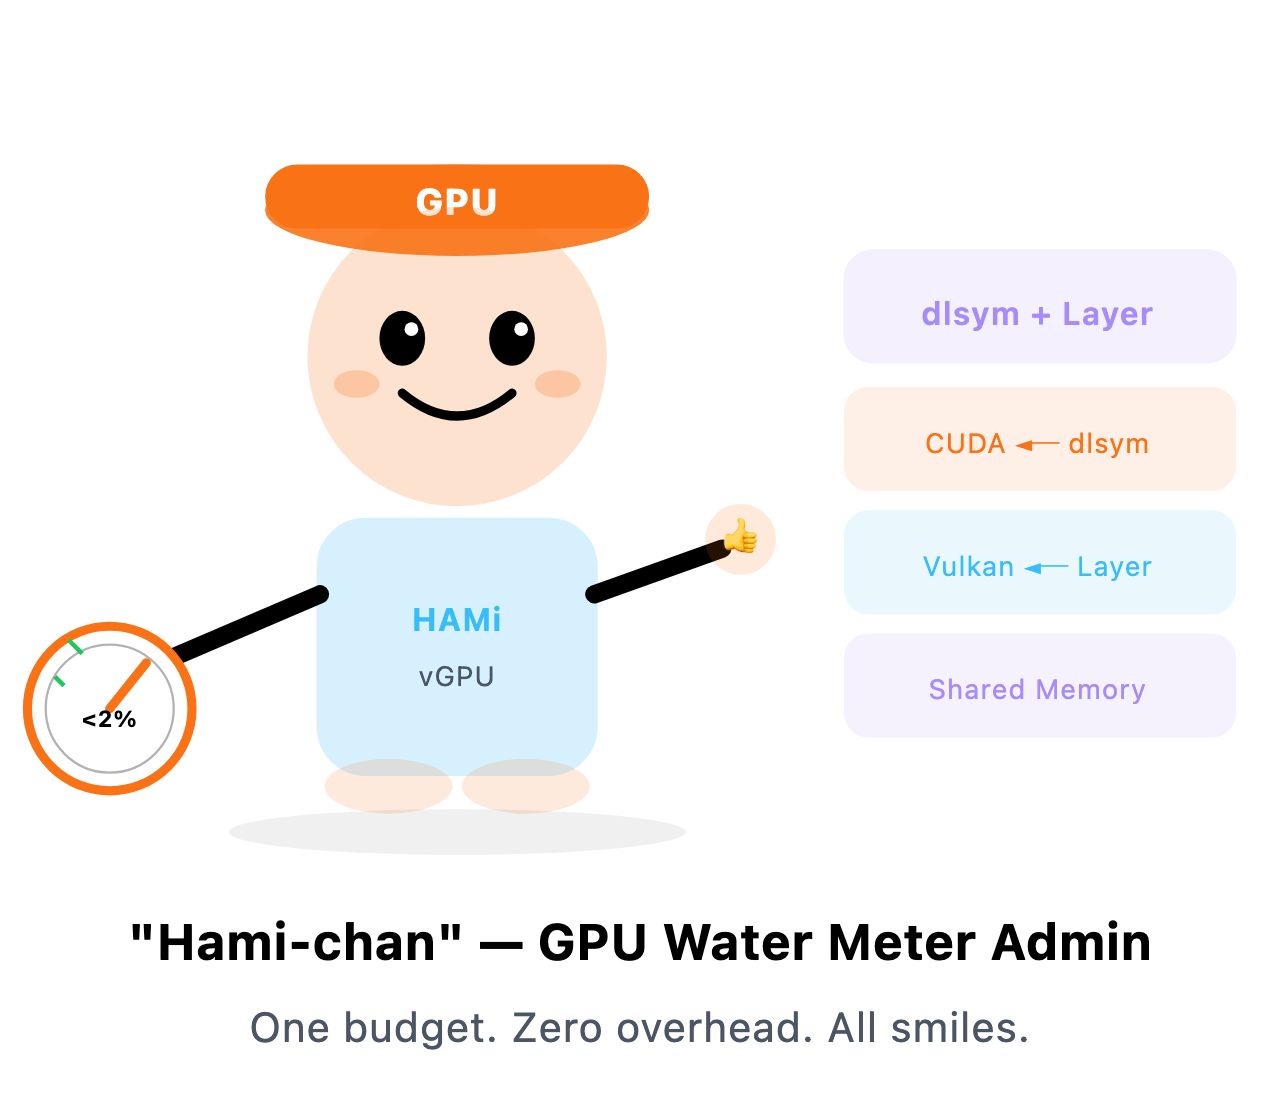 GPU
HAMi
vGPU
<2%
dlsym + Layer
CUDA ← dlsym
Vulkan ← Layer
Shared Memory
"Hami-chan" — GPU Water Meter Admin
One budget. Zero overhead. All smiles.